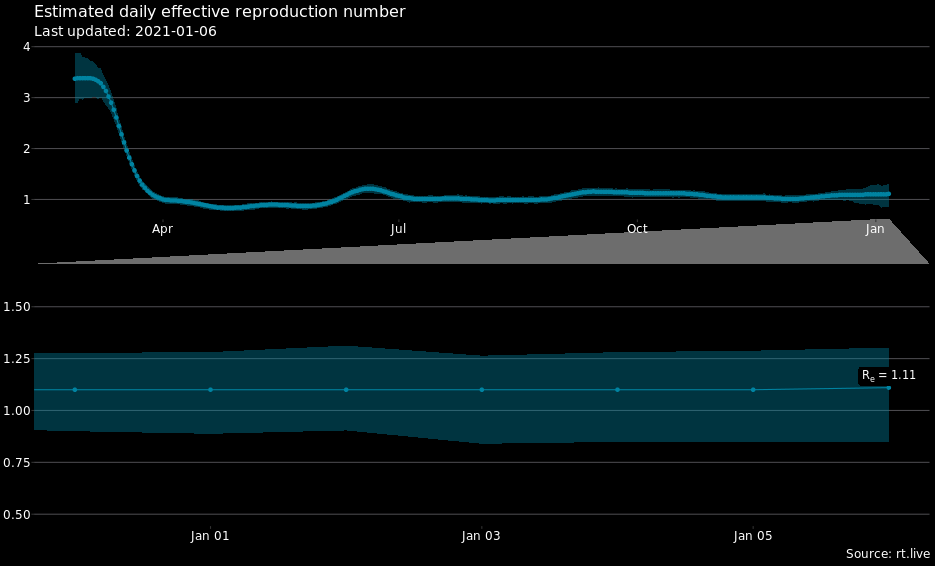 Estimated daily effective reproduction number
Last updated: 2021-01-06
4
3
2
1
Apr Jul Oct Jan
1.50
1.25
Re = 1.11
1.00
0.75
0.50
Jan 01 Jan 03 Jan 05
Source: rt.live